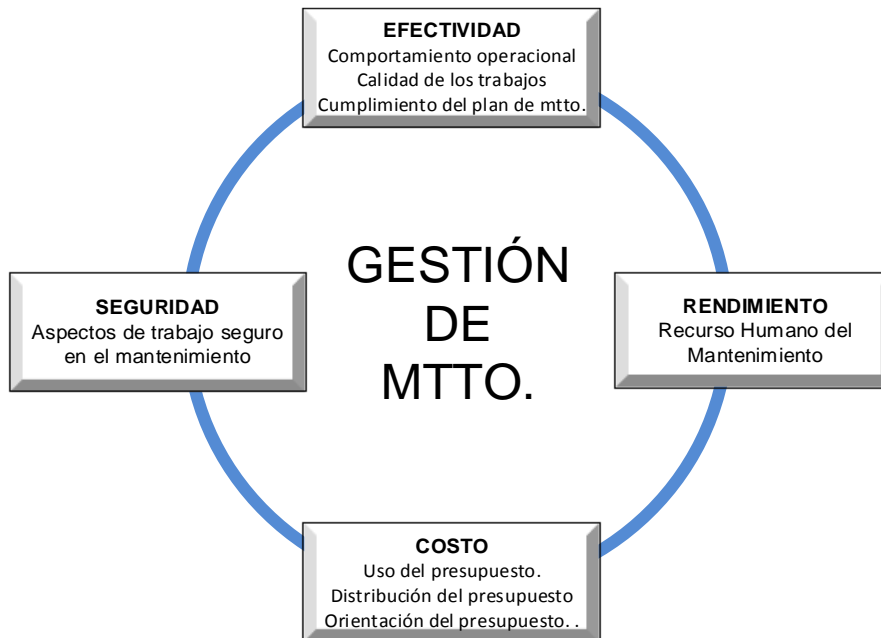 EFECTIVIDAD
Comportamiento operacional
Calidad de los trabajos
Cumplimiento del plan de mtto.
GESTIÓN
DE
MTTO.
SEGURIDAD
Aspectos de trabajo seguro
en el mantenimiento
RENDIMIENTO
Recurso Humano del
Mantenimiento
COSTO
Uso del presupuesto.
Distribución del presupuesto
Orientación del presupuesto. .